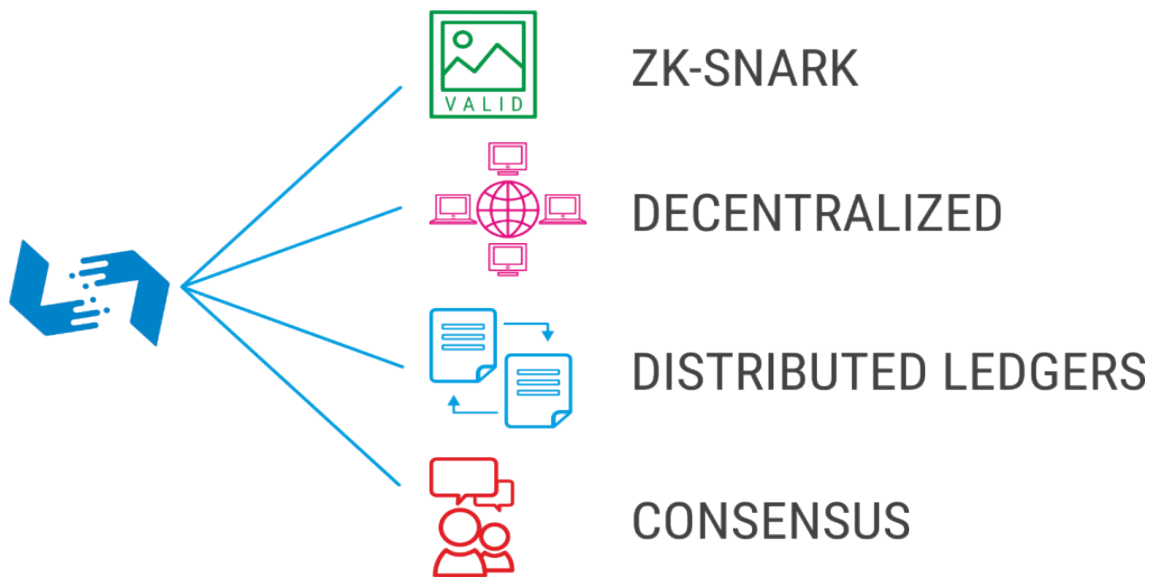 VALID
ZK-SNARK
DECENTRALIZED
DISTRIBUTED LEDGERS
CONSENSUS